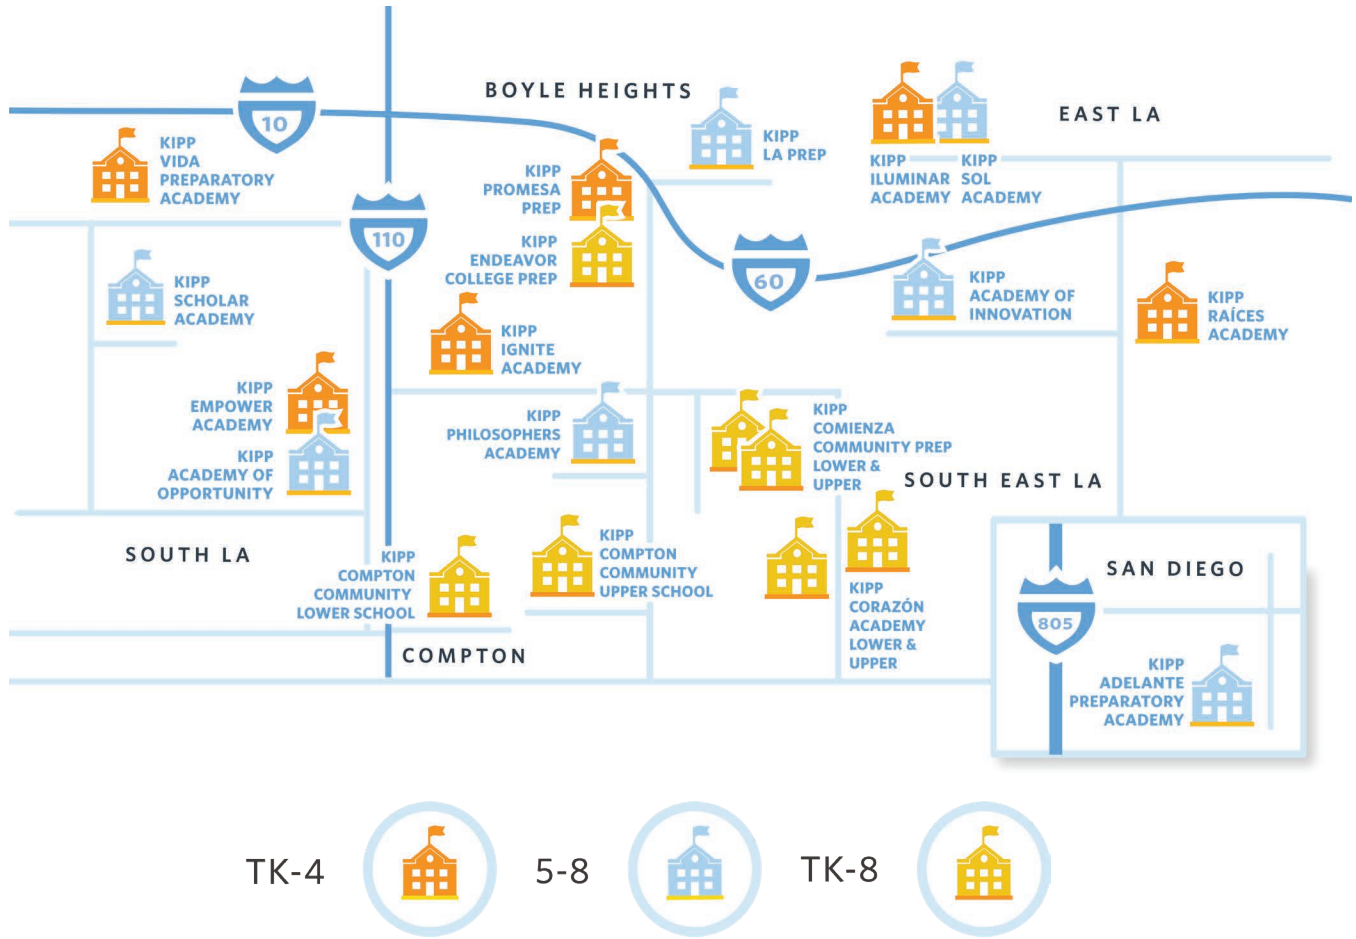 BOYLE HEIGHTS
EAST LA
10
KIPP
VIDA
PREPARATORY
ACADEMY
KIPP
PROMESA
PREP
KIPP
LA PREP
KIPP
ILUMINAR
ACADEMY
KIPP
SOL
ACADEMY
110
KIPP
ENDEAVOR
COLLEGE PREP
60
KIPP
SCHOLAR
ACADEMY
KIPP
ACADEMY OF
INNOVATION
KIPP
RAÍCES
ACADEMY
KIPP
IGNITE
ACADEMY
KIPP
EMPOWER
ACADEMY
KIPP
PHILOSOPHERS
ACADEMY
KIPP
COMIENZA
COMMUNITY PREP
LOWER &
UPPER
KIPP
ACADEMY OF
OPPORTUNITY
SOUTH EAST LA
SOUTH LA
KIPP
COMPTON
COMMUNITY
LOWER SCHOOL
KIPP
COMPTON
COMMUNITY
UPPER SCHOOL
KIPP
CORAZÓN
ACADEMY
LOWER &
UPPER
COMPTON
SAN DIEGO
805
KIPP
ADELANTE
PREPARATORY
ACADEMY
TK-4
5-8
TK-8